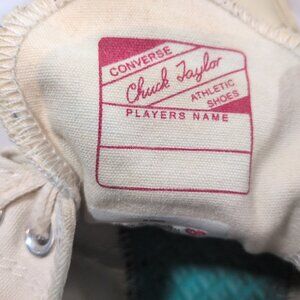 CONVERSE
Chuck Taylor
ATHLETIC
SHOES
PLAYERS NAME